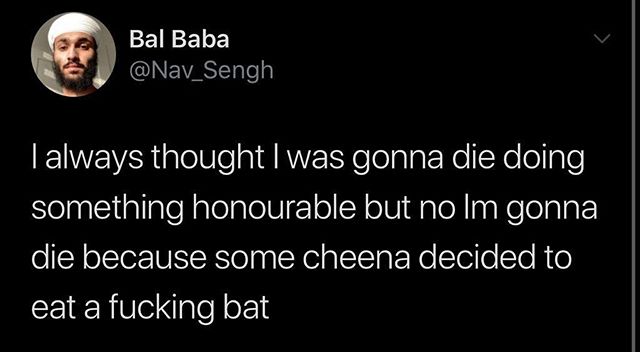 Bal Baba
@Nav_Sengh
I always thought I was gonna die doing
something honourable but no Im gonna
die because some cheena decided to
eat a fucking bat